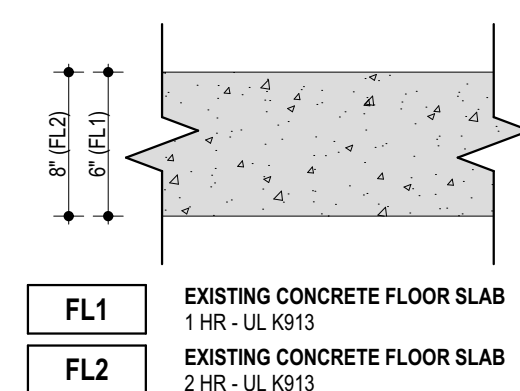 8" (FL2)
6" (FL1)
FL1
EXISTING CONCRETE FLOOR SLAB
1 HR - UL K913
FL2
EXISTING CONCRETE FLOOR SLAB
2 HR - UL K913